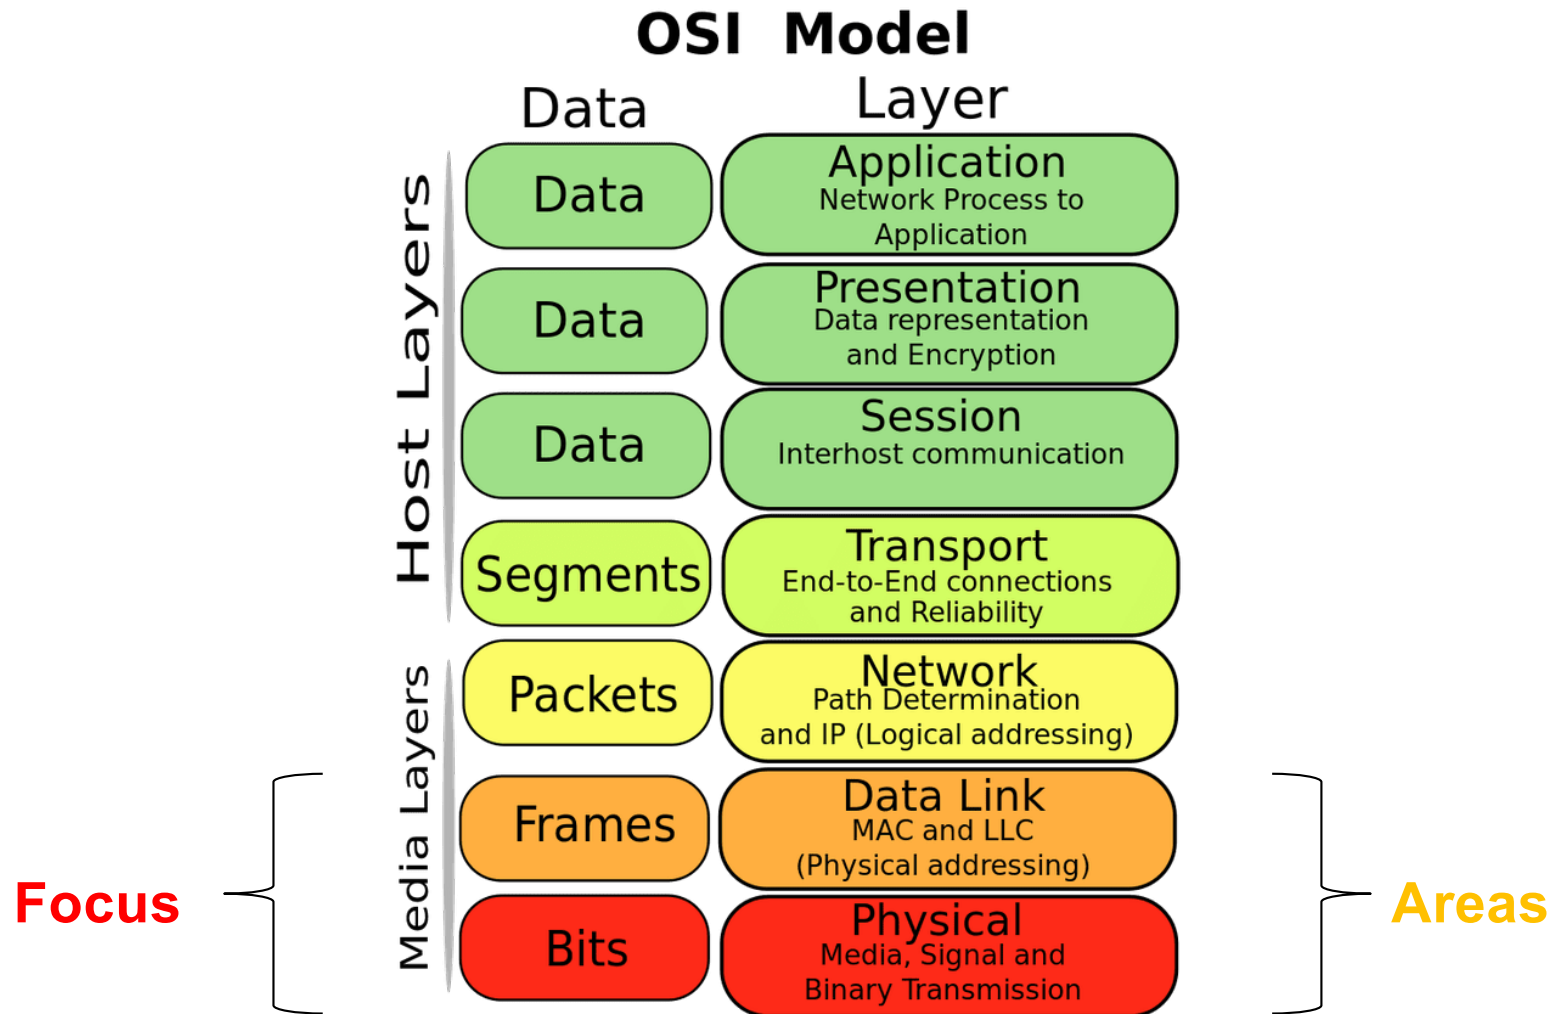 OSI Model
Data
Layer
Host Layers
Data
Application
Network Process to
Application
Data
Presentation
Data representation
and Encryption
Data
Session
Interhost communication
Segments
Transport
End-to-End connections
and Reliability
Media Layers
Packets
Network
Path Determination
and IP (Logical addressing)
Frames
Data Link
MAC and LLC
(Physical addressing)
Focus
Areas
Bits
Physical
Media, Signal and
Binary Transmission